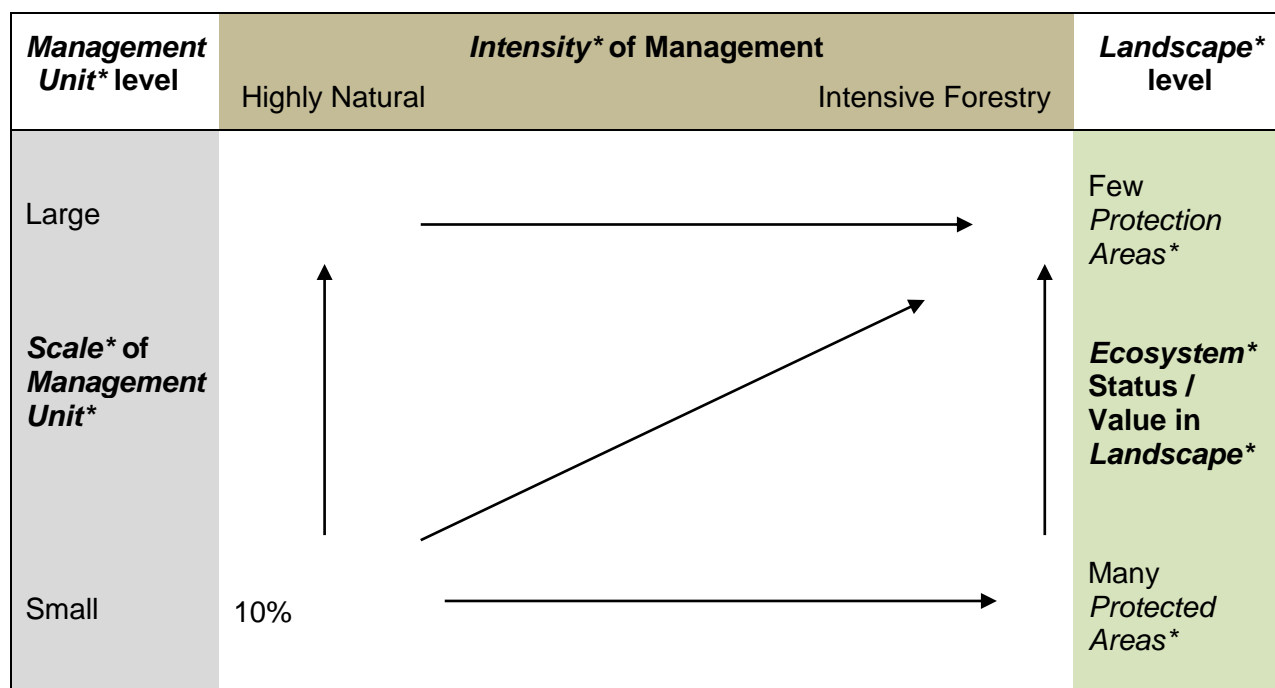 Management
Unit* level
Intensity* of Management
Highly Natural
Intensive Forestry
Landscape*
level
Large
Few
Protection
Areas*
Scale* of
Management
Unit*
Ecosystem*
Status /
Value in
Landscape*
Small
10%
Many
Protected
Areas*